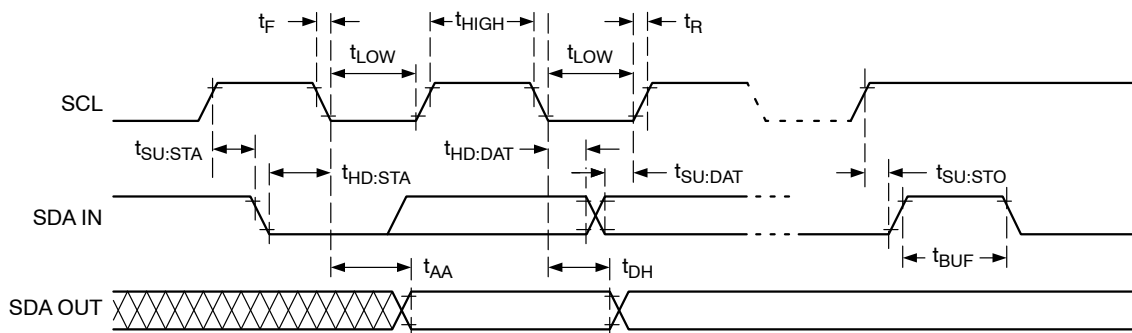 tF
tHIGH
tR
tLOW
tLOW
SCL
tSU:STA
tHD:STA
tHD:DAT
tSU:DAT
tSU:STO
SDA IN
tBUF
tAA
tDH
SDA OUT